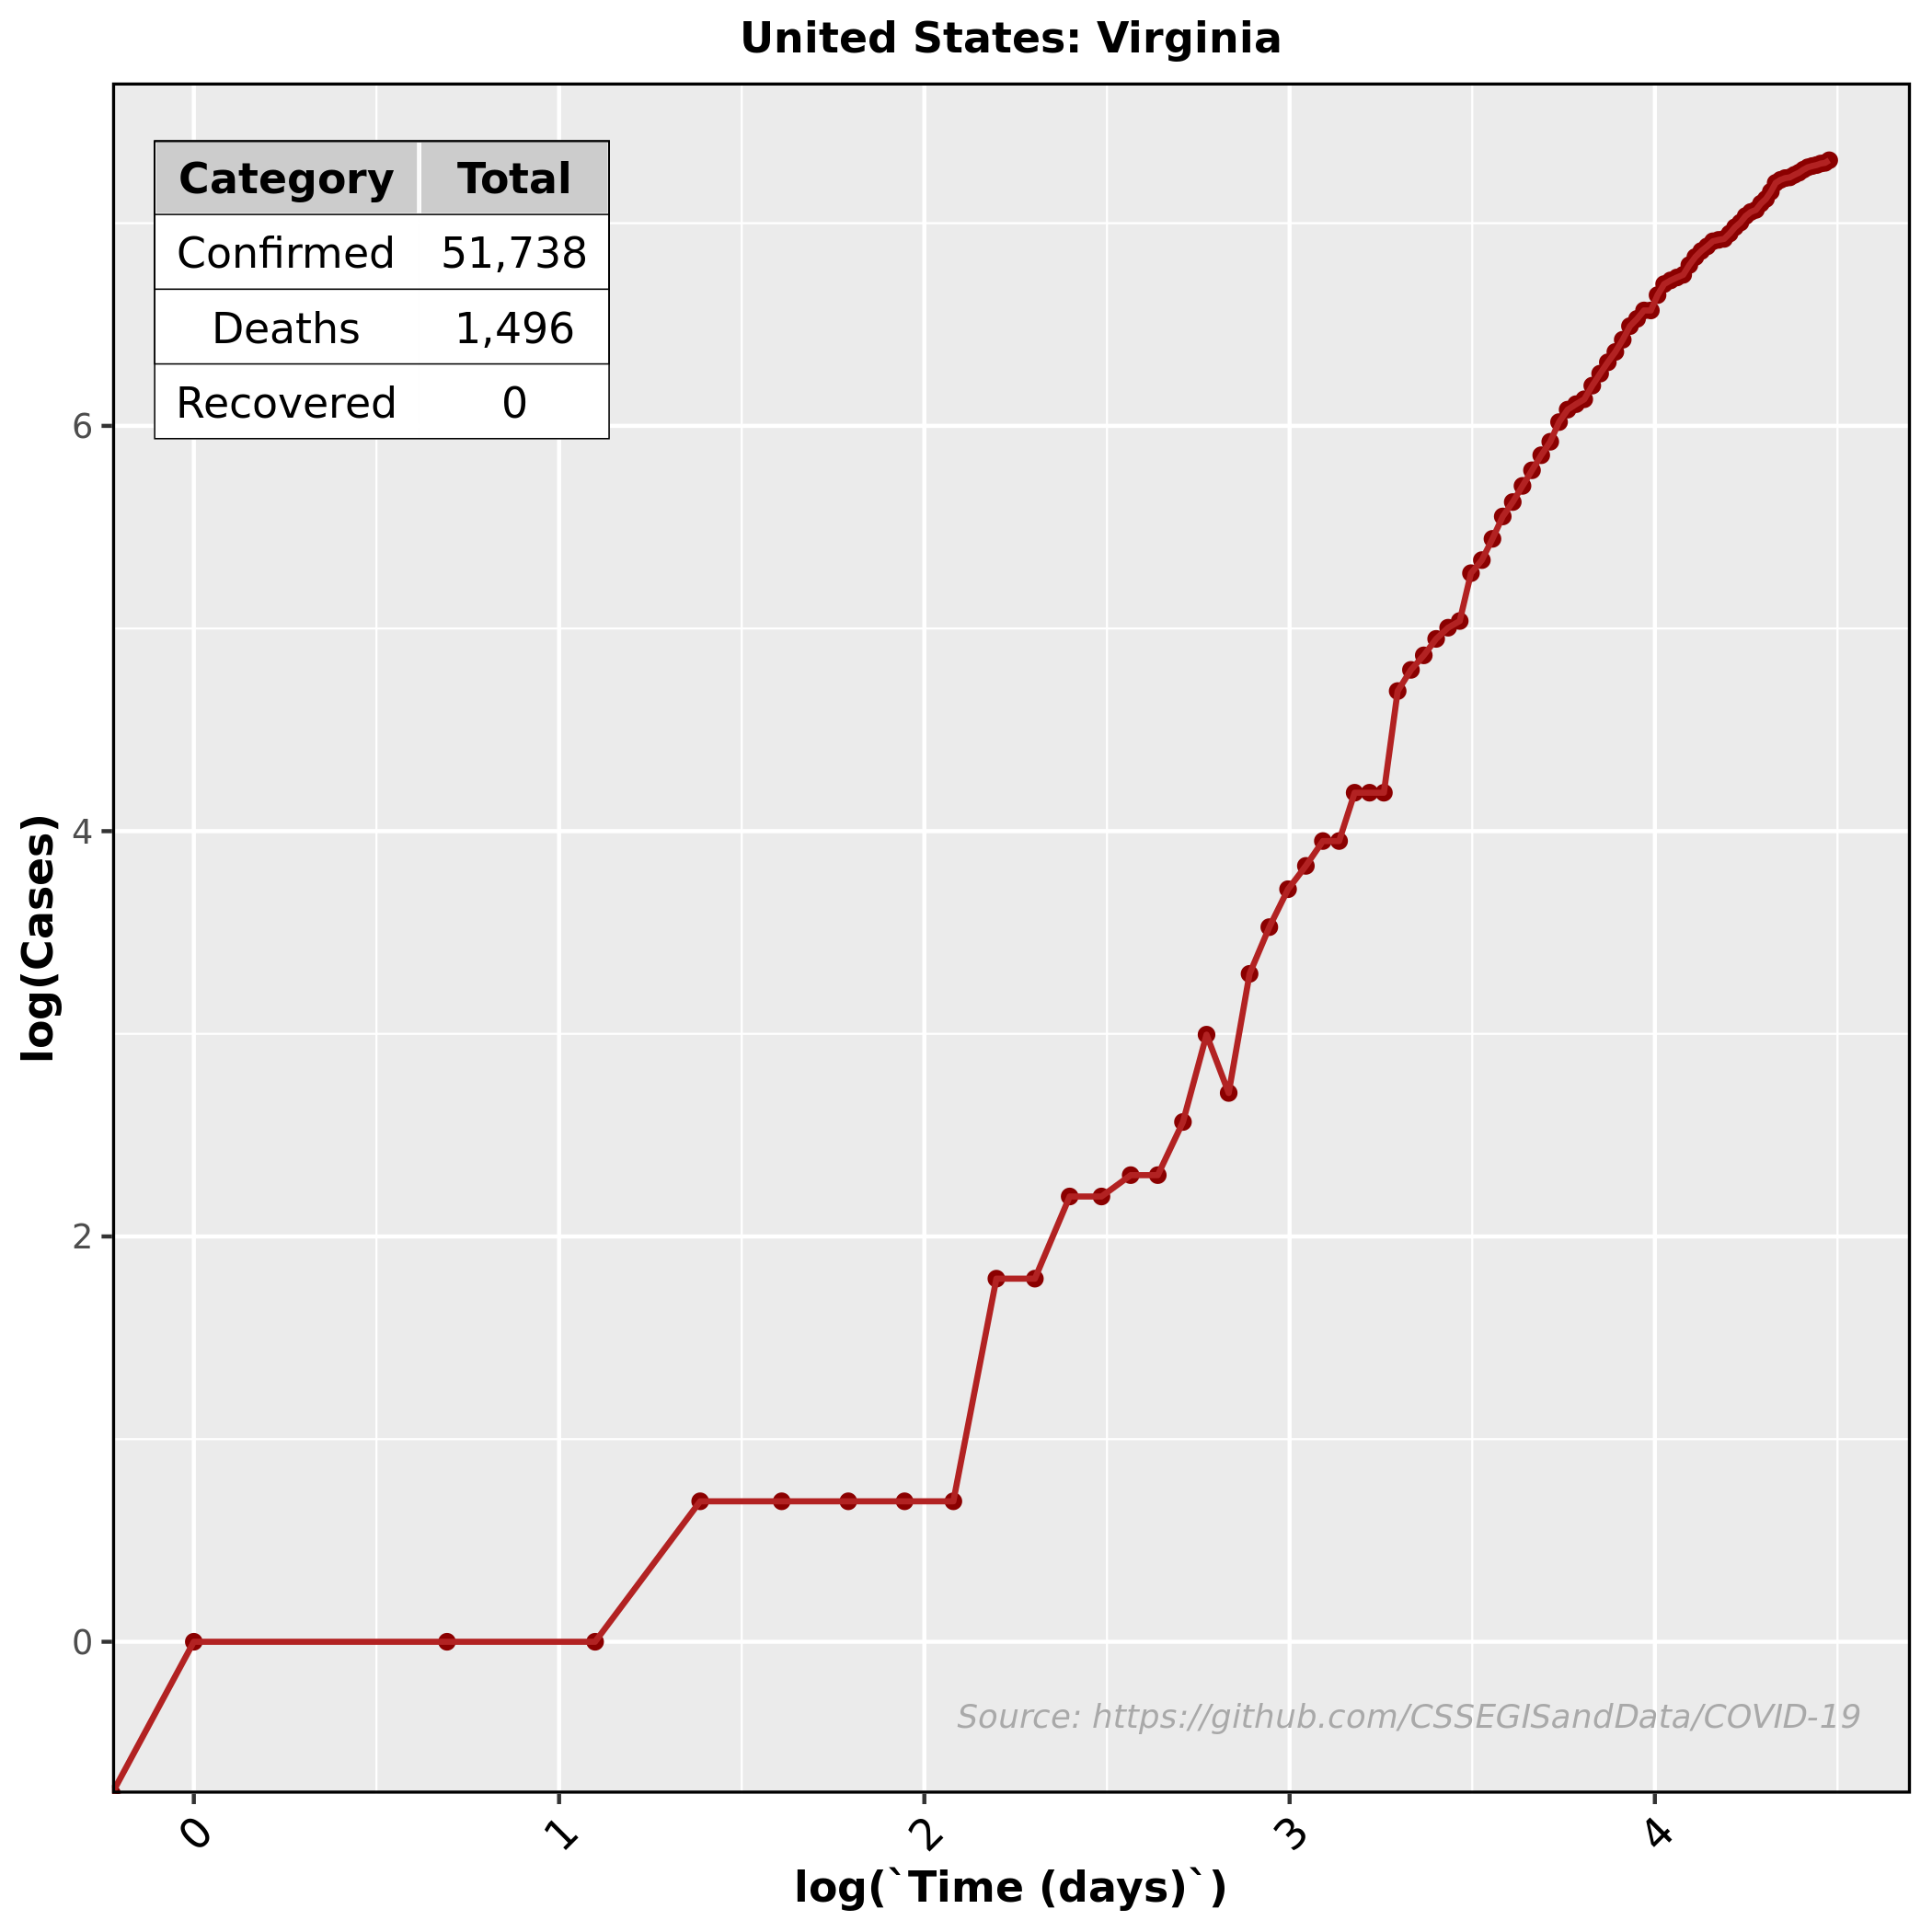 United States: Virginia
Category Total
Confirmed 51,738
Deaths 1,496
Recovered 0
6
4
2
0
log(Cases)
Source: https://github.com/CSSEGISandData/COVID-19
0 1 2 3 4
log(`Time (days)`)